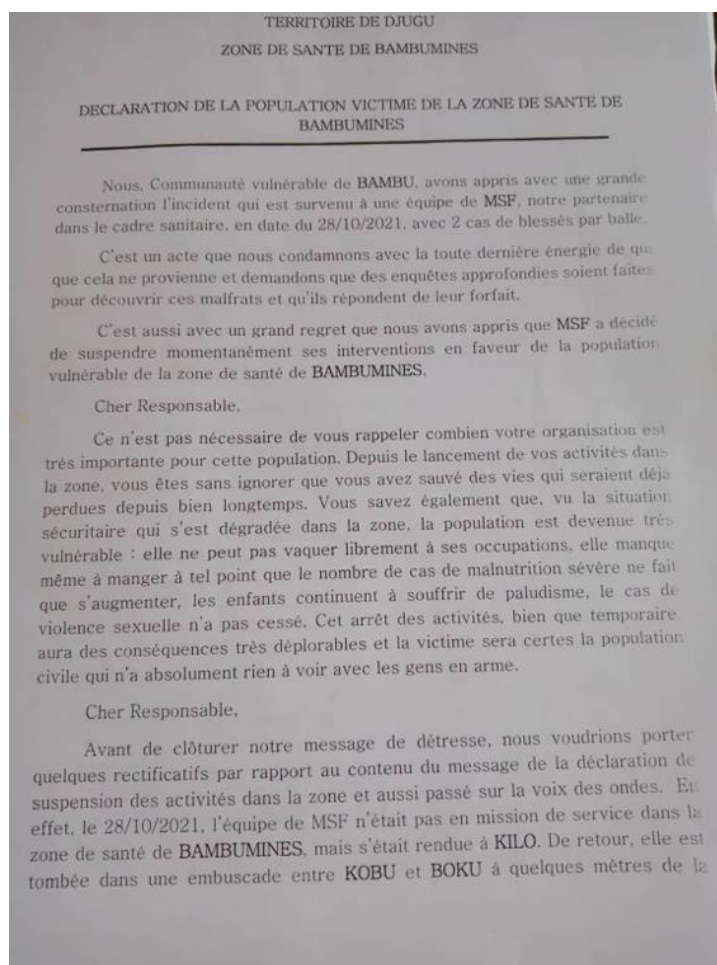 TERRITOIRE DE DJUGU
ZONE DE SANTE DE BAMBUMINES
DECLARATION DE LA POPULATION VICTIME DE LA ZONE DE SANTE DE
BAMBUMINES
Nous, Communauté vulnérable de BAMBU, avons appris avec une grande
consternation l'incident qui est survenu à une équipe de MSF, notre partenaire
dans le cadre sanitaire, en date du 28/10/2021, avec 2 cas de blessés par balle.
C'est un acte que nous condamnons avec la toute dernière énergie de qui
que cela ne provienne et demandons que des enquêtes approfondies soient faites
pour découvrir ces malfrats et qu'ils répondent de leur forfait.
C'est aussi avec un grand regret que nous avons appris que MSF a décidé
de suspendre momentanément ses interventions en faveur de la population
vulnérable de la zone de santé de BAMBUMINES.
Cher Responsable,
Ce n'est pas nécessaire de vous rappeler combien votre organisation est
très importante pour cette population. Depuis le lancement de vos activités dans
la zone, vous êtes sans ignorer que vous avez sauvé des vies qui seraient déjà
perdues depuis bien longtemps. Vous savez également que, vu la situation
sécuritaire qui s'est dégradée dans la zone, la population est devenue très
vulnérable : elle ne peut pas vaquer librement à ses occupations, elle manque
même à manger à tel point que le nombre de cas de malnutrition sévère ne fait
que s'augmenter, les enfants continuent à souffrir de paludisme, le cas de
violence sexuelle n'a pas cessé. Cet arrêt des activités, bien que temporaire
aura des conséquences très déplorables et la victime sera certes la population
civile qui n'a absolument rien à voir avec les gens en arme.
Cher Responsable,
Avant de clôturer notre message de détresse, nous voudrions porter
quelques rectificatifs par rapport au contenu du message de la déclaration de
suspension des activités dans la zone et aussi passé sur la voix des ondes. En
effet, le 28/10/2021, l'équipe de MSF n'était pas en mission de service dans la
zone de santé de BAMBUMINES, mais s'était rendue à KILO. De retour, elle est
tombée dans une embuscade entre KOBU et BOKU à quelques mètres de la